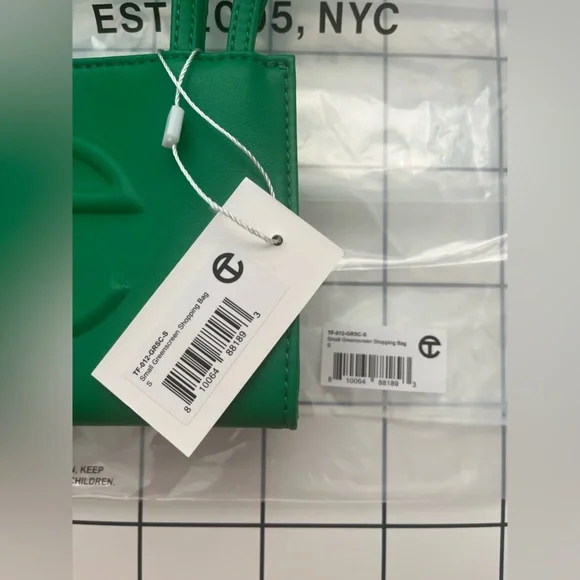 EST 2005, NYC
TF-012-GRSC-S
Small Greenscreen Shopping Bag
S
8 10064 88189 3
TF-012-GRSC-S
Small Greenscreen Shopping Bag
S
8 10064 88189 3
N, KEEP
CHILDREN.